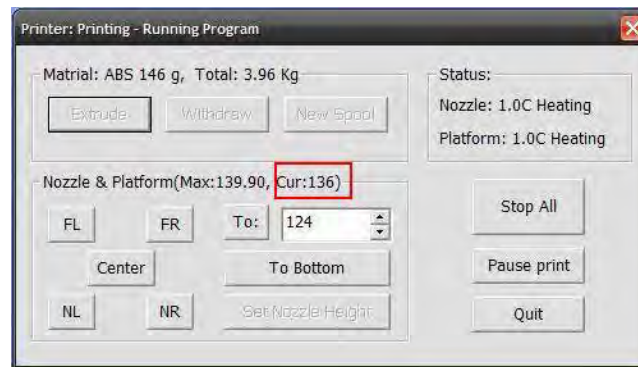 Printer: Printing - Running Program
Matrial: ABS 146 g, Total: 3.96 Kg
Extrude Withdraw New Spool
Status:
Nozzle: 1.0C Heating
Platform: 1.0C Heating
Nozzle & Platform(Max:139.90, Cur:136)
FL FR To: 124
Center To Bottom
NL NR Set Nozzle Height
Stop All
Pause print
Quit